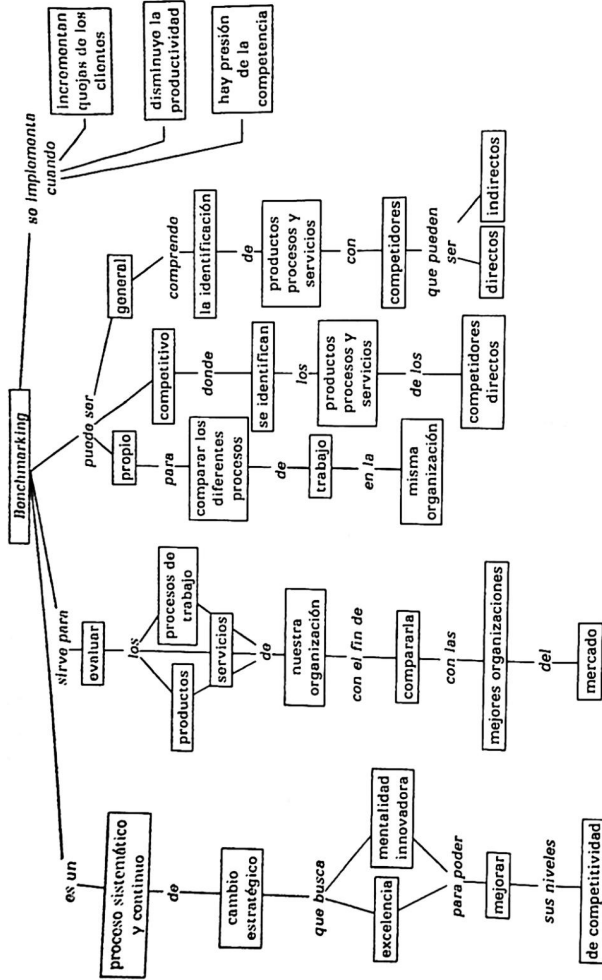 Benchmarking
es un
proceso sistemático
y continuo
de
cambio
estratégico
que busca
excelencia
mentalidad
innovadora
para poder
mejorar
sus niveles
de competitividad
sirve para
evaluar
los
productos
procesos de
trabajo
servicios
de
nuestra
organización
con el fin de
compararla
con las
mejores organizaciones
del
mercado
puede ser
propio
para
comparar los
diferentes
procesos
de
trabajo
en la
misma
organización
competitivo
donde
se identifican
los
productos
procesos y
servicios
de los
competidores
directos
general
comprende
la identificación
de
productos
procesos y
servicios
con
competidores
que pueden
ser
directos
indirectos
se implementa
cuando
incrementan
quejas de los
clientes
disminuye la
productividad
hay presión
de la
competencia